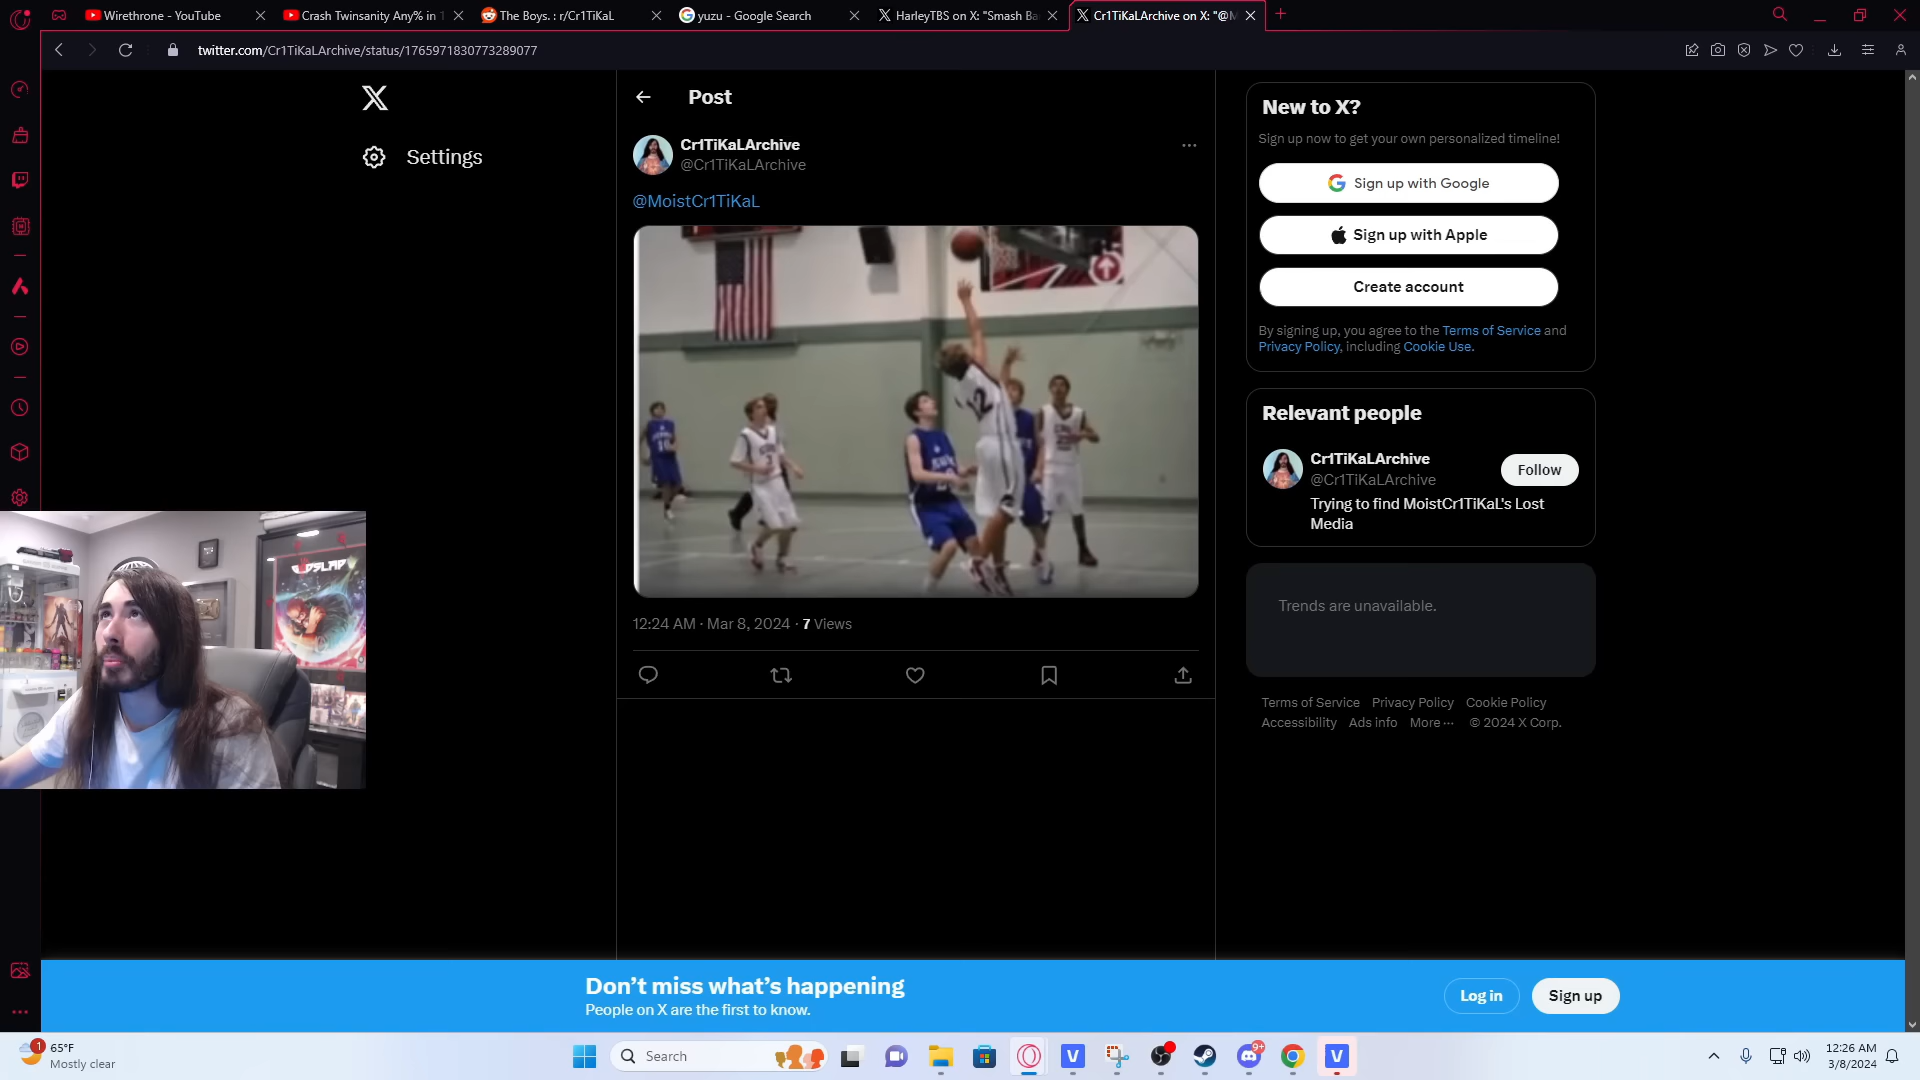 Wirethrone - YouTube
Crash Twinsanity Any% in 1
The Boys. : r/Cr1TiKaL
yuzu - Google Search
HarleyTBS on X: "Smash Ba
Cr1TiKaLArchive on X: "@M
twitter.com/Cr1TiKaLArchive/status/1765971830773289077
Settings
Post
Cr1TiKaLArchive
@Cr1TiKaLArchive
@MoistCr1TiKaL
12:24 AM · Mar 8, 2024 · 7 Views
New to X?
Sign up now to get your own personalized timeline!
Sign up with Google
Sign up with Apple
Create account
By signing up, you agree to the Terms of Service and
Privacy Policy, including Cookie Use.
Relevant people
Cr1TiKaLArchive
@Cr1TiKaLArchive
Follow
Trying to find MoistCr1TiKaL's Lost
Media
Trends are unavailable.
Terms of Service Privacy Policy Cookie Policy
Accessibility Ads info More ··· © 2024 X Corp.
Don’t miss what’s happening
People on X are the first to know.
Log in
Sign up
1
65°F
Mostly clear
Search
9+
12:26 AM
3/8/2024